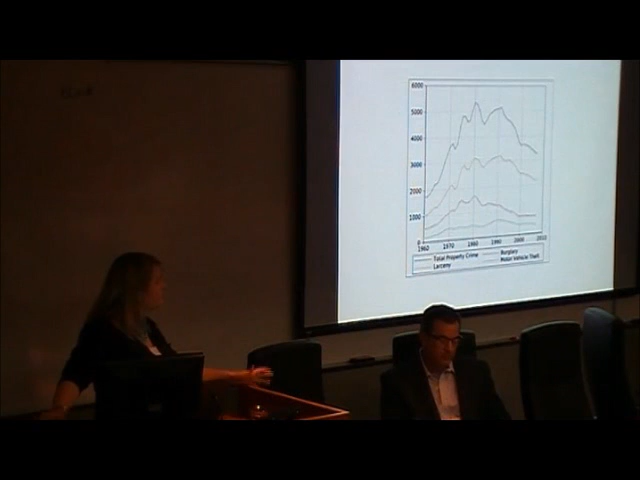 6000
5000
4000
3000
2000
1000
0
1960 1970 1980 1990 2000 2010
Total Property Crime Burglary
Larceny Motor Vehicle Theft